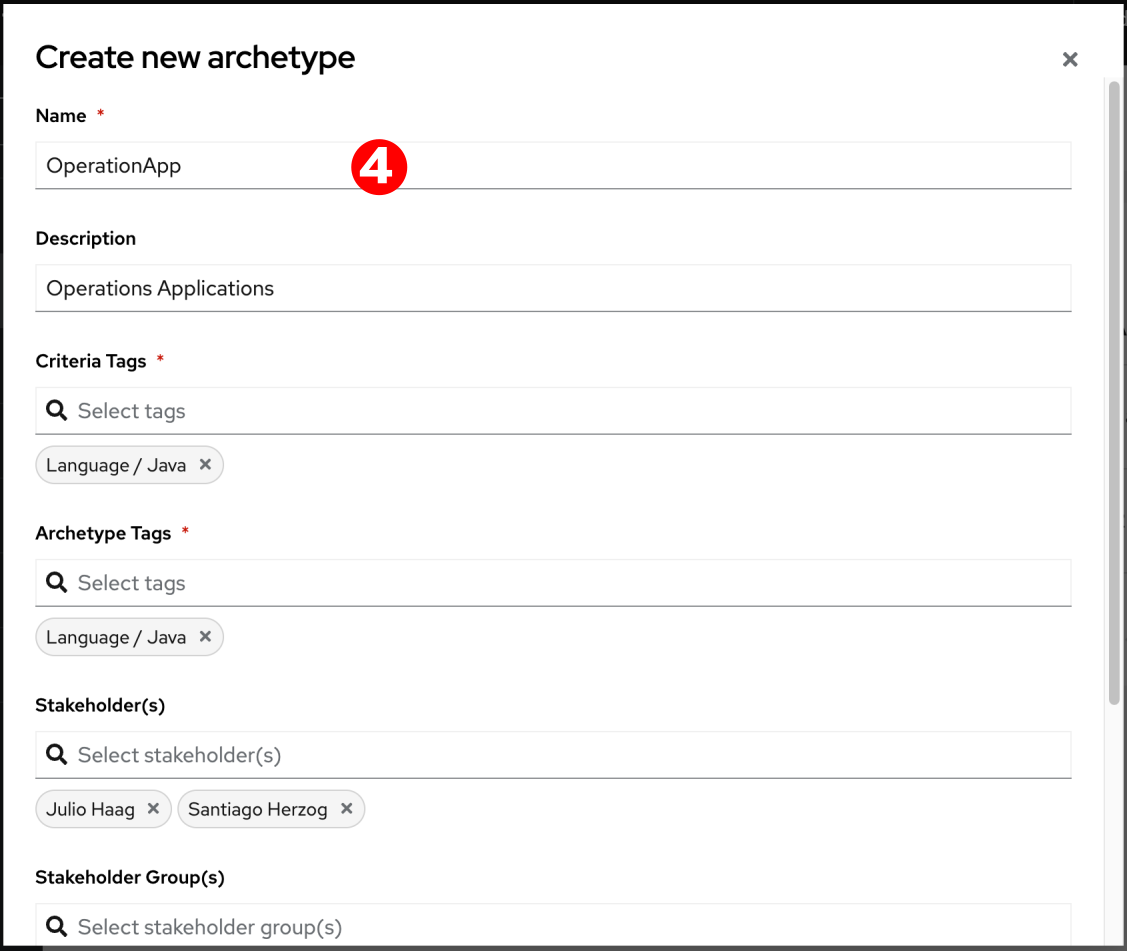 Create new archetype
Name *
OperationApp
4
Description
Operations Applications
Criteria Tags *
Select tags
Language / Java
Archetype Tags *
Select tags
Language / Java
Stakeholder(s)
Select stakeholder(s)
Julio Haag Santiago Herzog
Stakeholder Group(s)
Select stakeholder group(s)